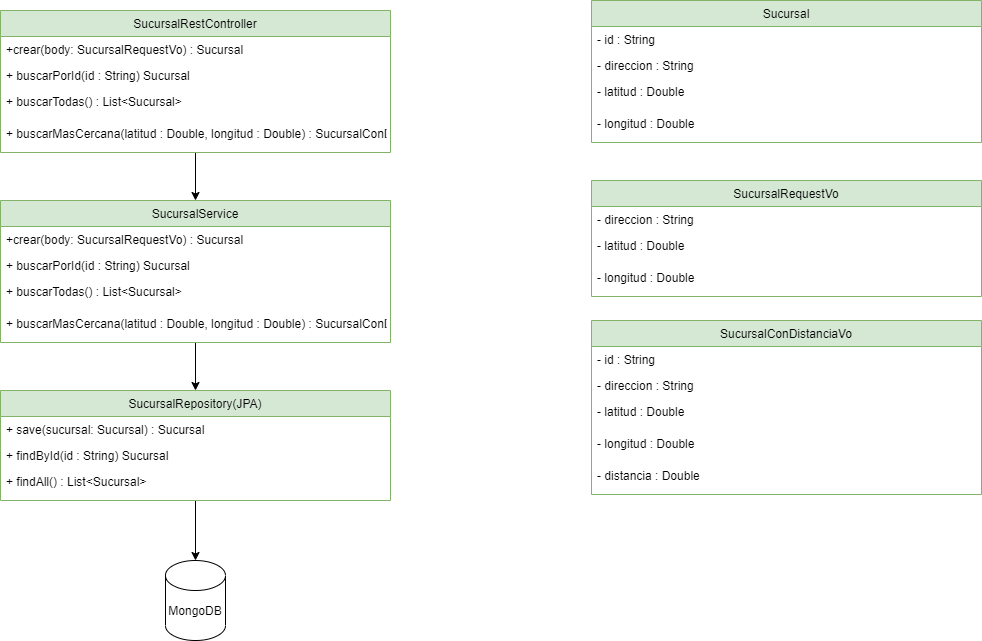 SucursalRestController
+crear(body: SucursalRequestVo) : Sucursal
+ buscarPorId(id : String) Sucursal
+ buscarTodas() : List<Sucursal>
+ buscarMasCercana(latitud : Double, longitud : Double) : SucursalCon
SucursalService
+crear(body: SucursalRequestVo) : Sucursal
+ buscarPorId(id : String) Sucursal
+ buscarTodas() : List<Sucursal>
+ buscarMasCercana(latitud : Double, longitud : Double) : SucursalCon
SucursalRepository(JPA)
+ save(sucursal: Sucursal) : Sucursal
+ findById(id : String) Sucursal
+ findAll() : List<Sucursal>
MongoDB
Sucursal
- id : String
- direccion : String
- latitud : Double
- longitud : Double
SucursalRequestVo
- direccion : String
- latitud : Double
- longitud : Double
SucursalConDistanciaVo
- id : String
- direccion : String
- latitud : Double
- longitud : Double
- distancia : Double